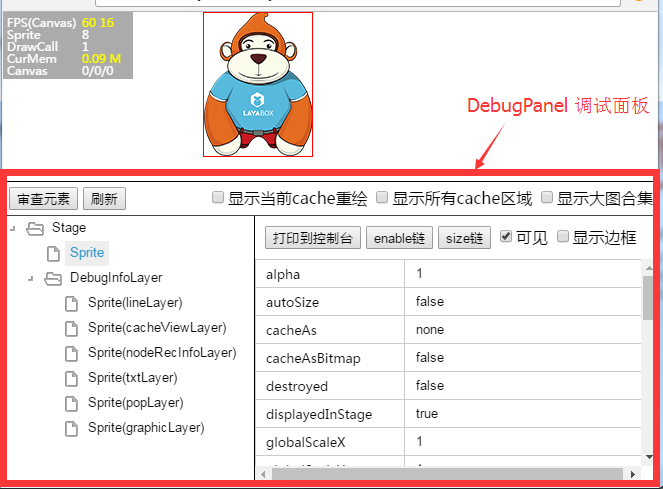 FPS(Canvas) 60 16
Sprite 8
DrawCall 1
CurMem 0.09 M
Canvas 0/0/0
LAYABOX
DebugPanel 调试面板
审查元素 刷新 显示当前cache重绘 显示所有cache区域 显示大图合集
Stage
Sprite
DebugInfoLayer
Sprite(lineLayer)
Sprite(cacheViewLayer)
Sprite(nodeRecInfoLayer)
Sprite(txtLayer)
Sprite(popLayer)
Sprite(graphicLayer)
打印到控制台 enable链 size链 可见 显示边框
alpha 1
autoSize false
cacheAs none
cacheAsBitmap false
destroyed false
displayedInStage true
globalScaleX 1